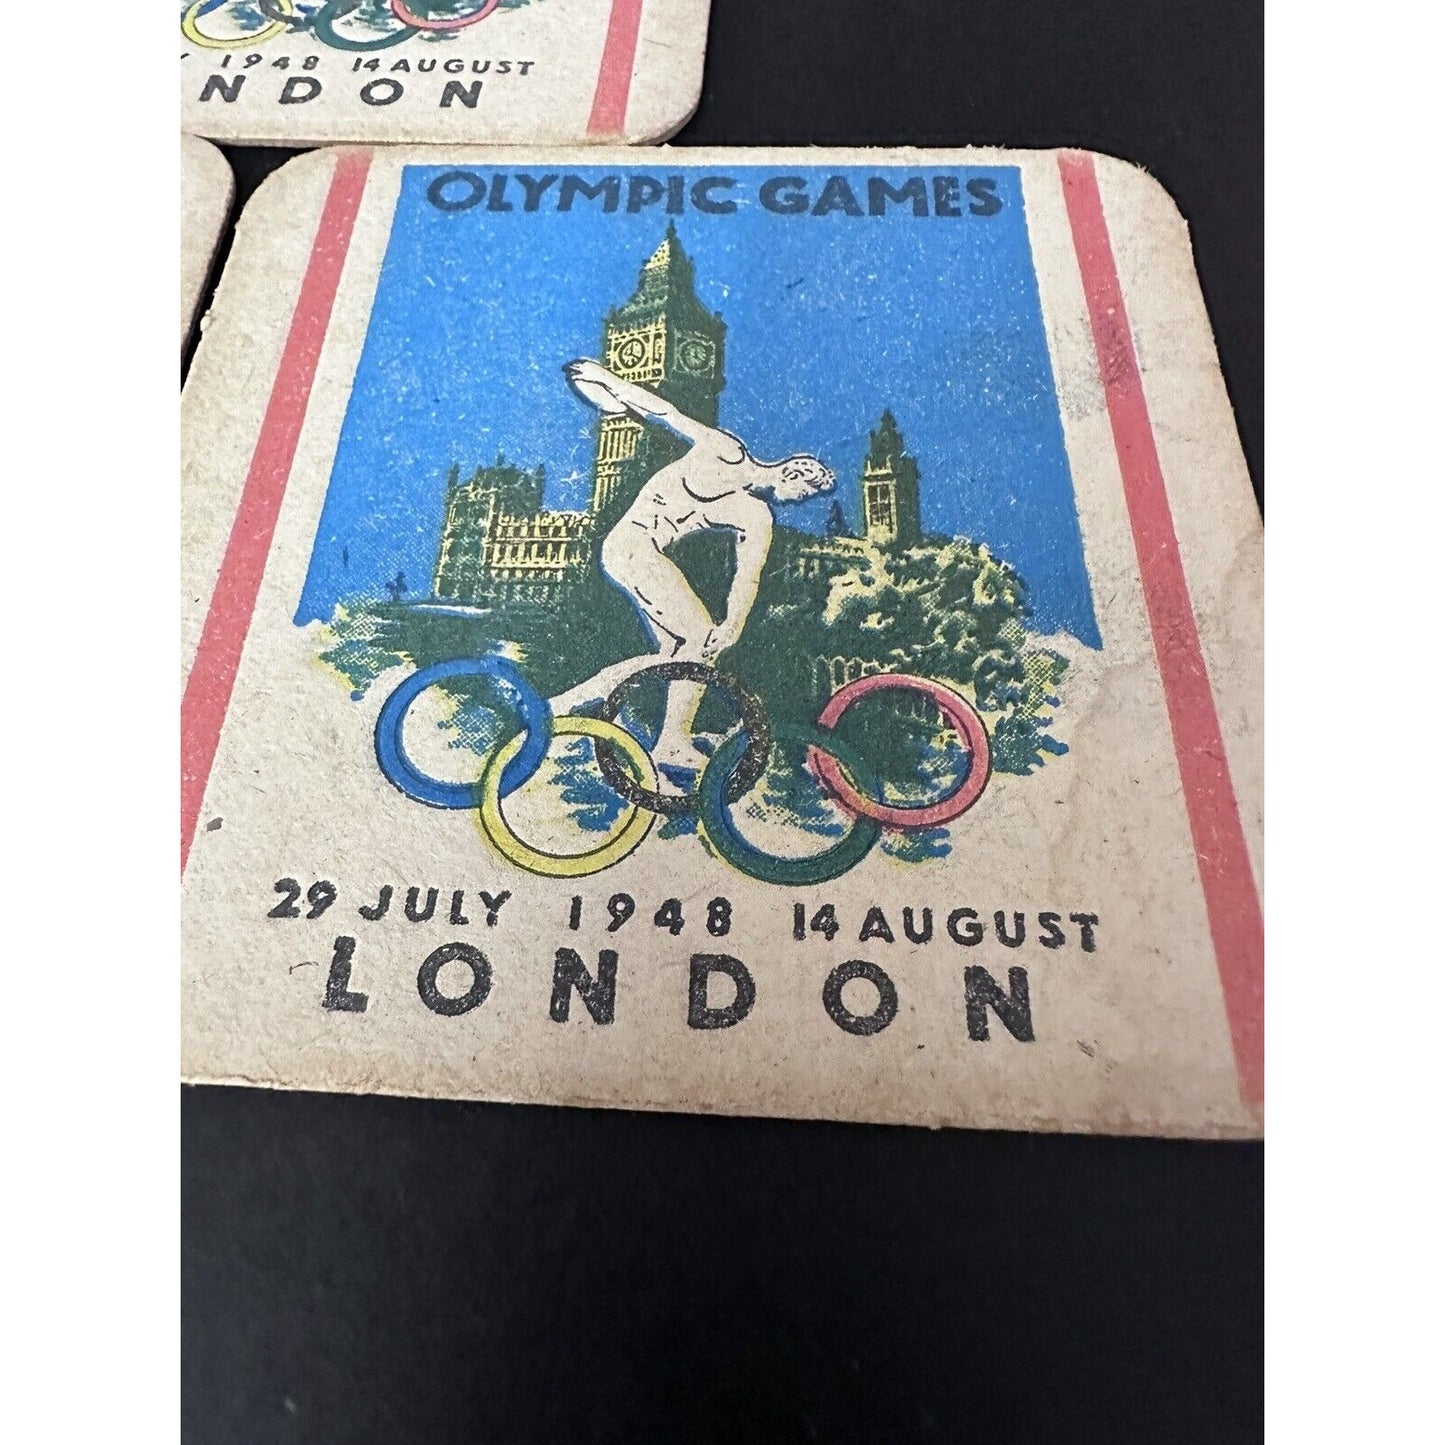 1948 14 AUGUST
NDON
OLYMPIC GAMES
29 JULY 1948 14 AUGUST
LONDON